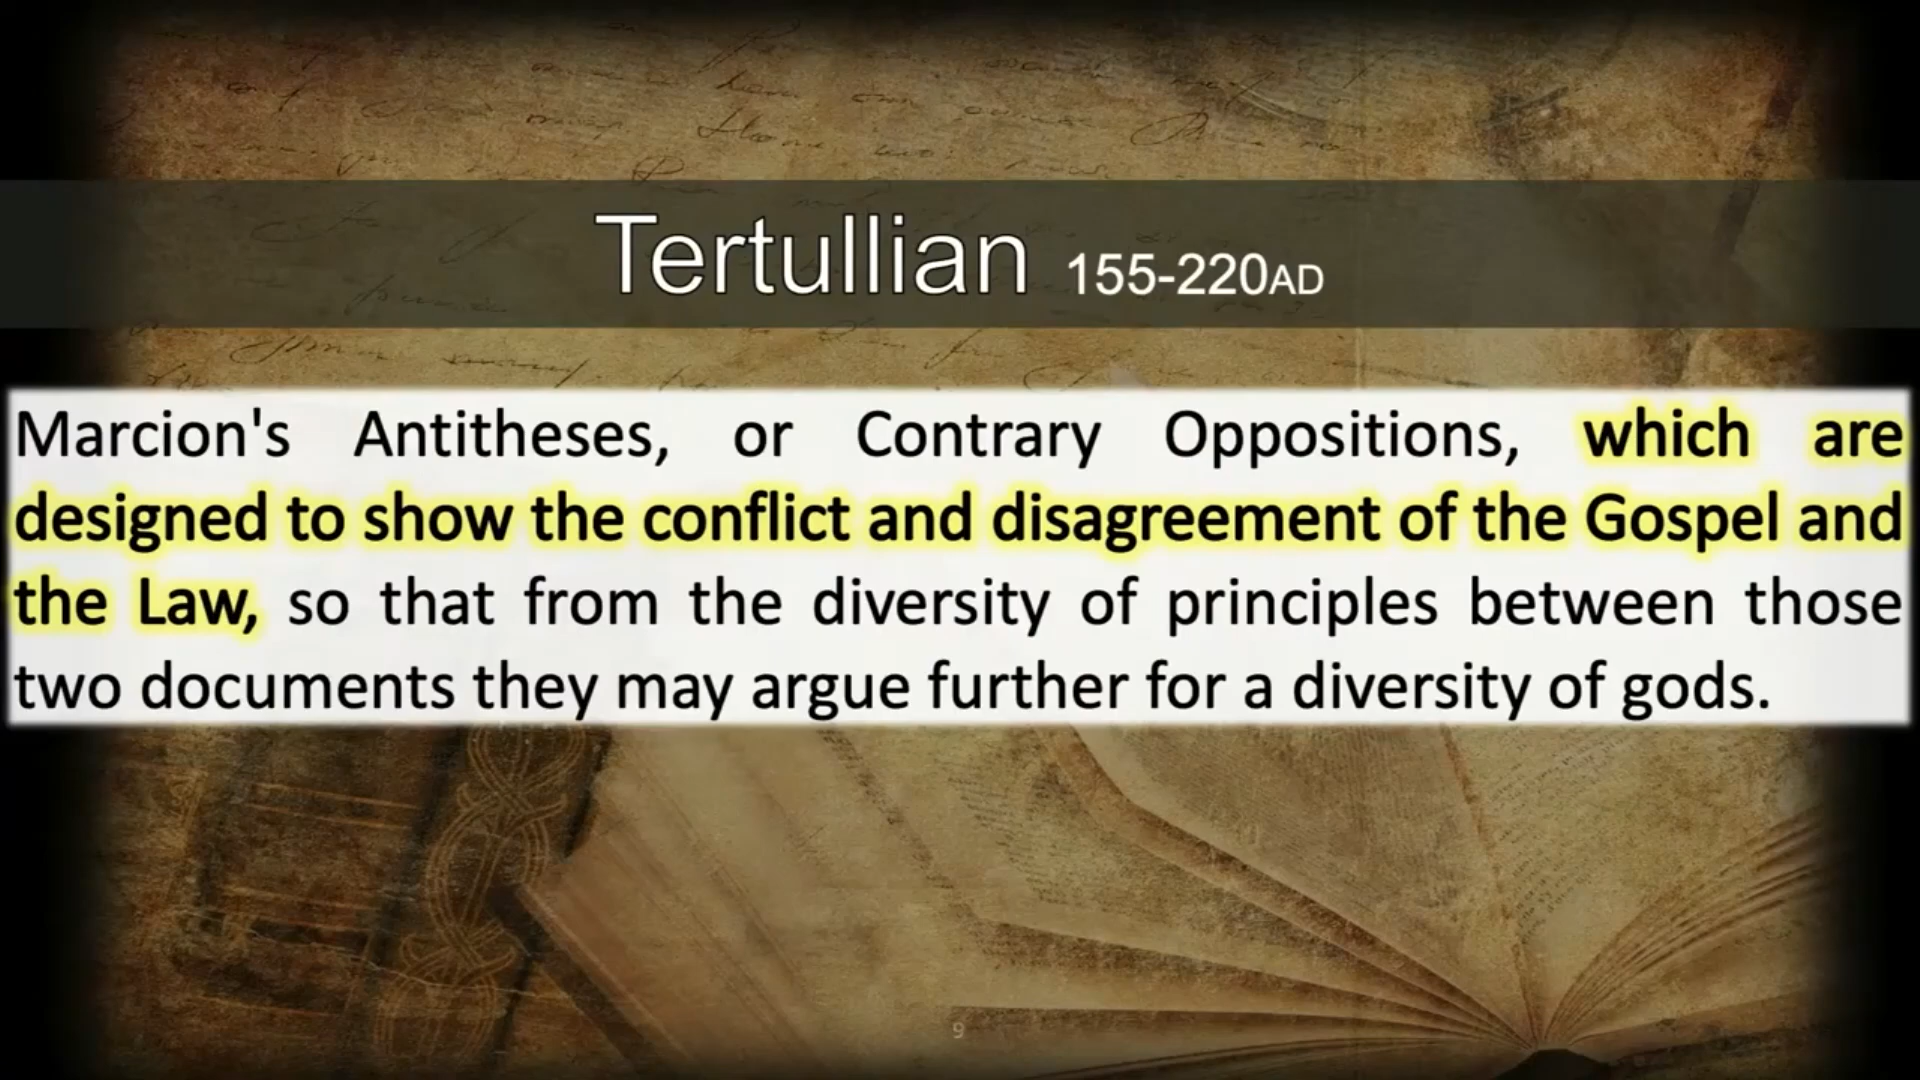 Tertullian 155-220AD
Marcion's Antitheses, or Contrary Oppositions, which are
designed to show the conflict and disagreement of the Gospel and
the Law, so that from the diversity of principles between those
two documents they may argue further for a diversity of gods.
9